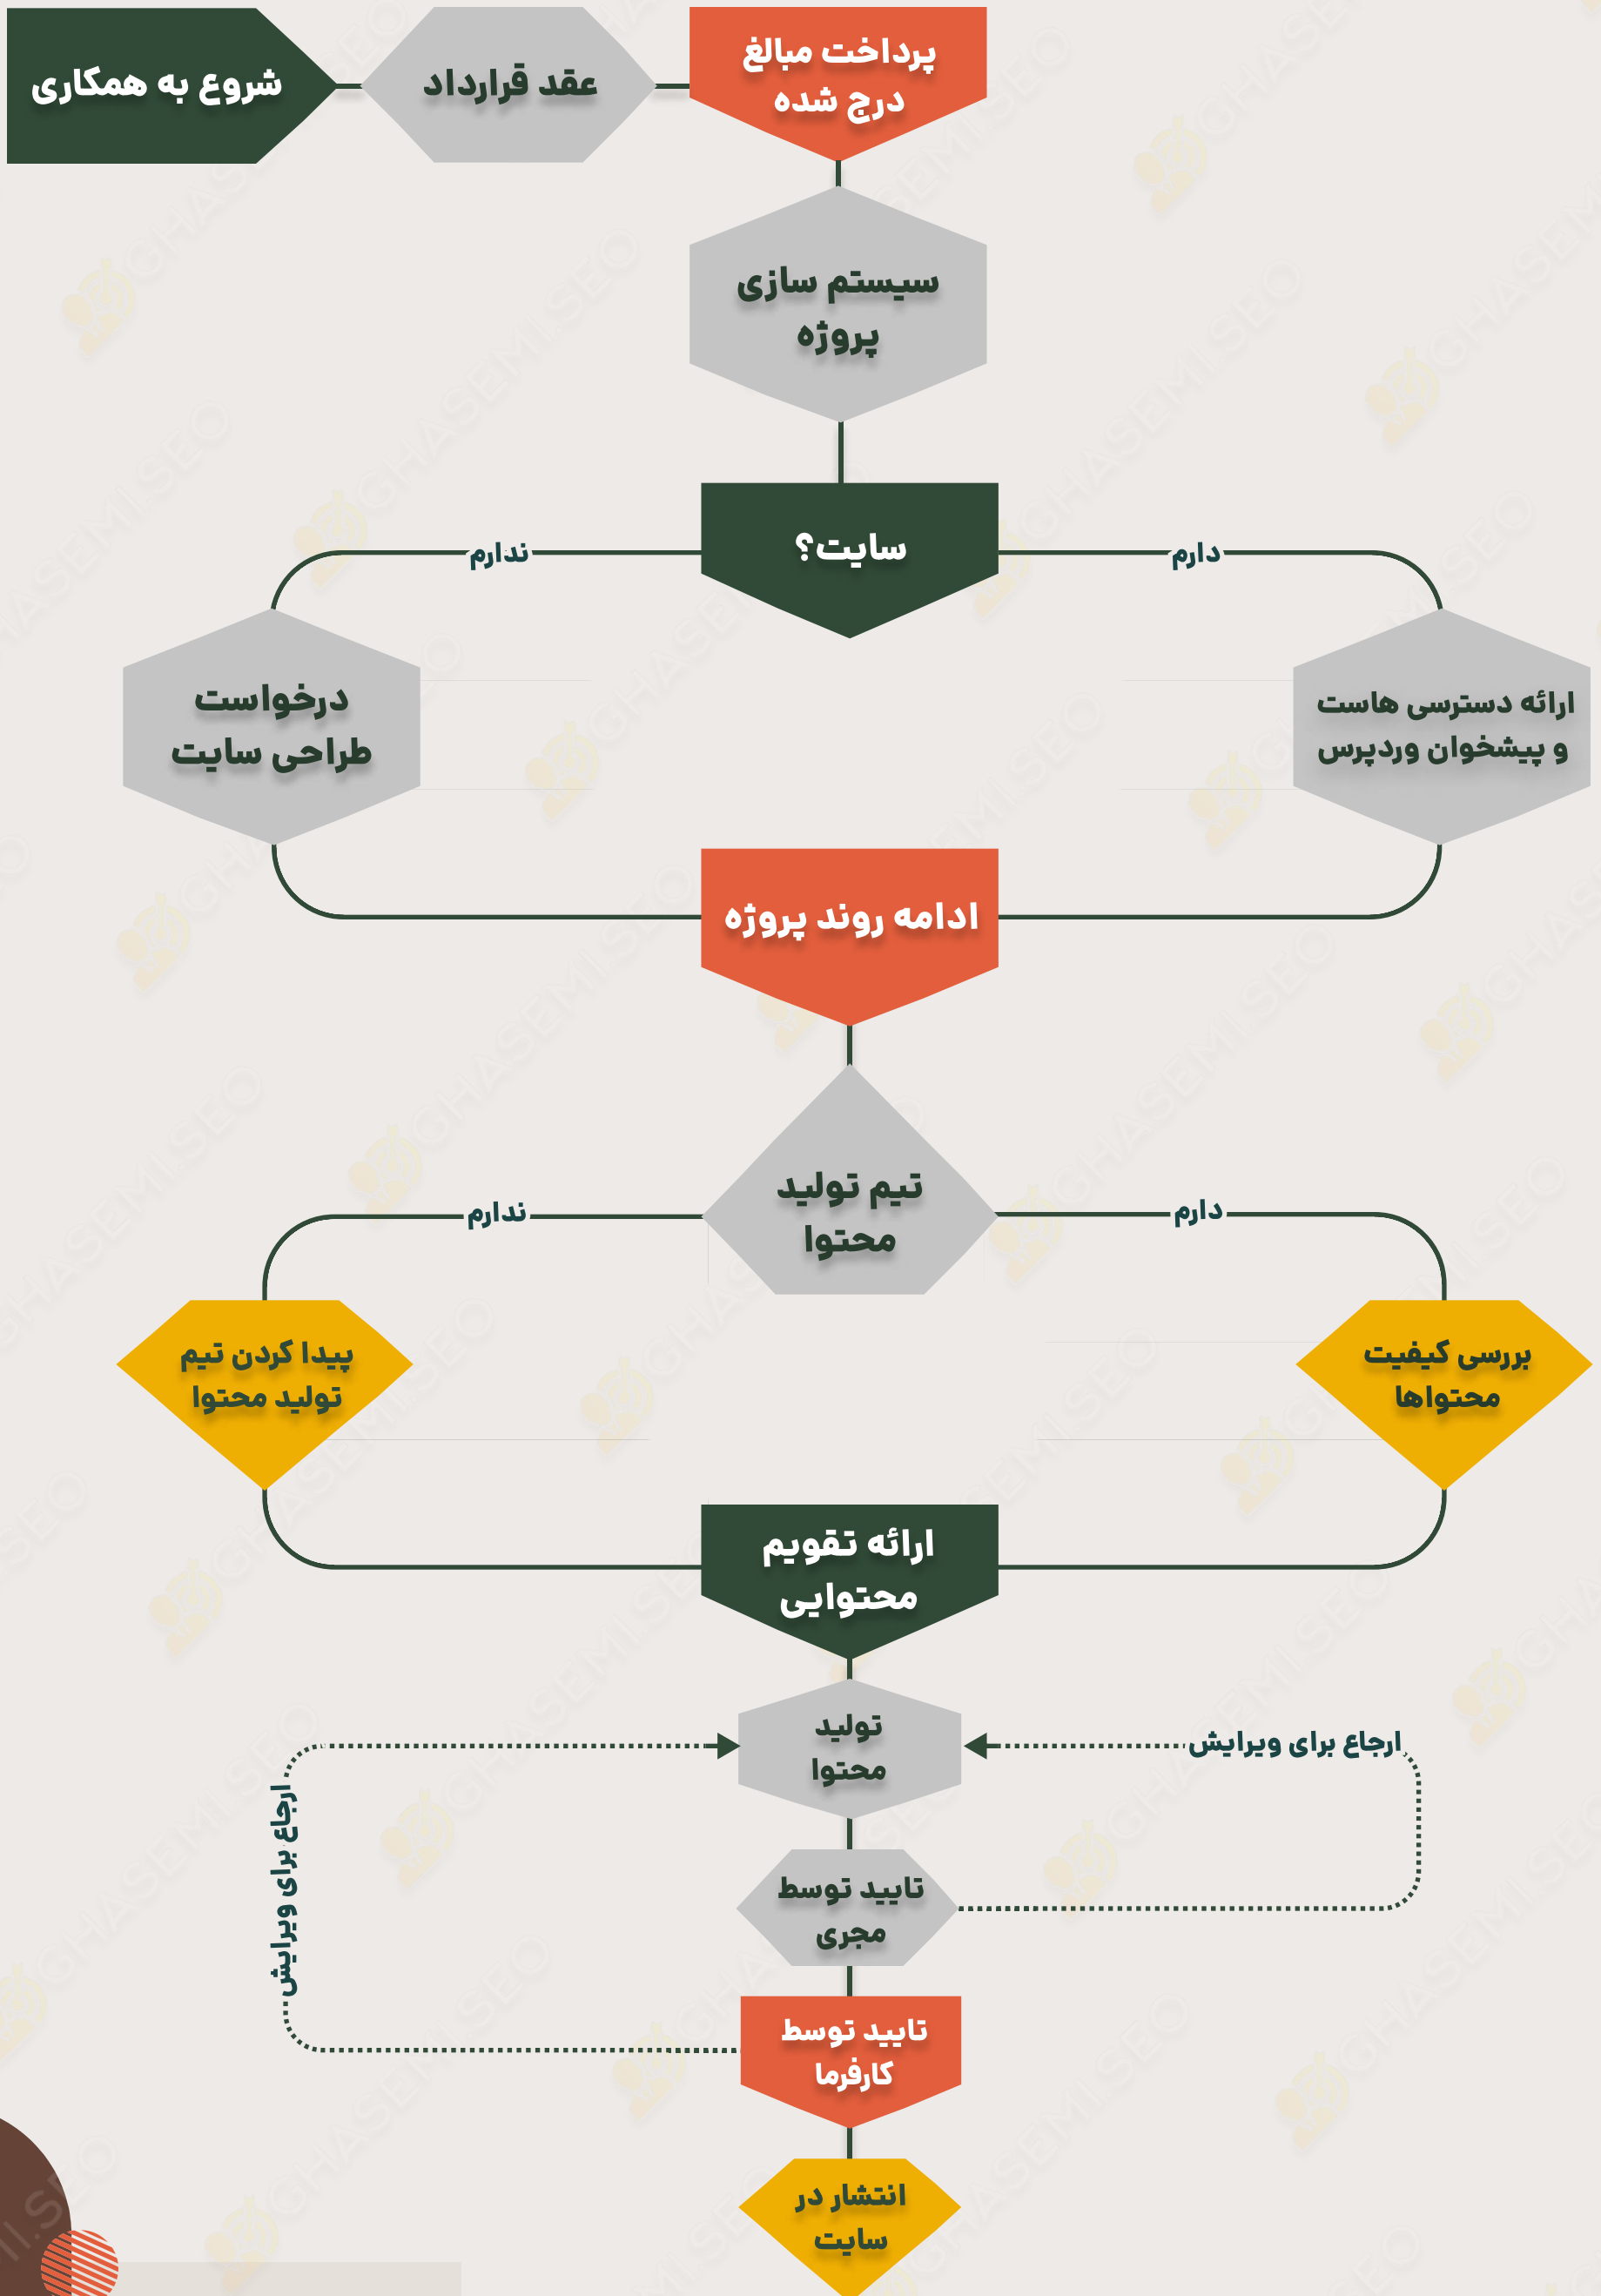 شروع به همکاری
عقد قرارداد
پرداخت مبالغ
درج شده
سیستم سازی
پروژه
سایت؟
دارم
ندارم
ارائه دسترسی هاست
و پیشخوان وردپرس
درخواست
طراحی سایت
ادامه روند پروژه
تیم تولید
محتوا
دارم
ندارم
بررسی کیفیت
محتواها
پیدا کردن تیم
تولید محتوا
ارائه تقویم
محتوایی
تولید
محتوا
ارجاع برای ویرایش
ارجاع برای ویرایش
تایید توسط
مجری
تایید توسط
کارفرما
انتشار در
سایت
GHASEMI.SEO